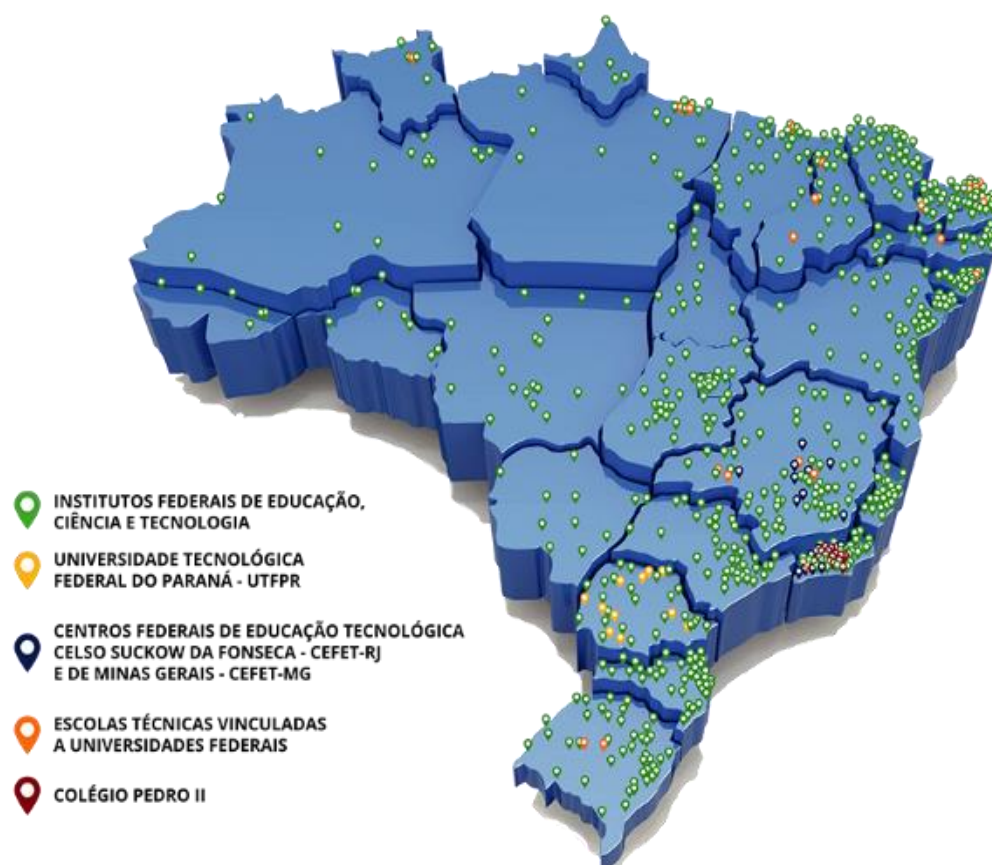 INSTITUTOS FEDERAIS DE EDUCAÇÃO,
CIÊNCIA E TECNOLOGIA
UNIVERSIDADE TECNOLÓGICA
FEDERAL DO PARANÁ - UTFPR
CENTROS FEDERAIS DE EDUCAÇÃO TECNOLÓGICA
CELSO SUCKOW DA FONSECA - CEFET-RJ
E DE MINAS GERAIS - CEFET-MG
ESCOLAS TÉCNICAS VINCULADAS
A UNIVERSIDADES FEDERAIS
COLÉGIO PEDRO II